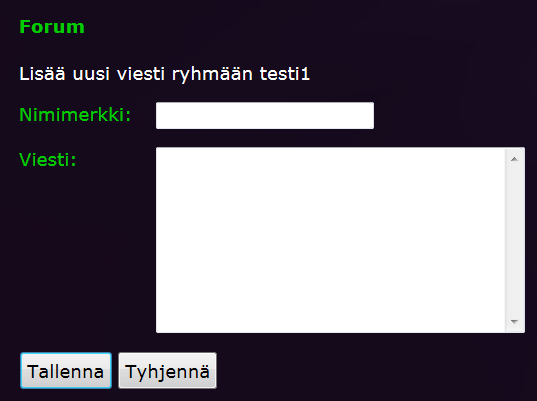 Forum
Lisää uusi viesti ryhmään testi1
Nimimerkki:
Viesti:
Tallenna Tyhjennä